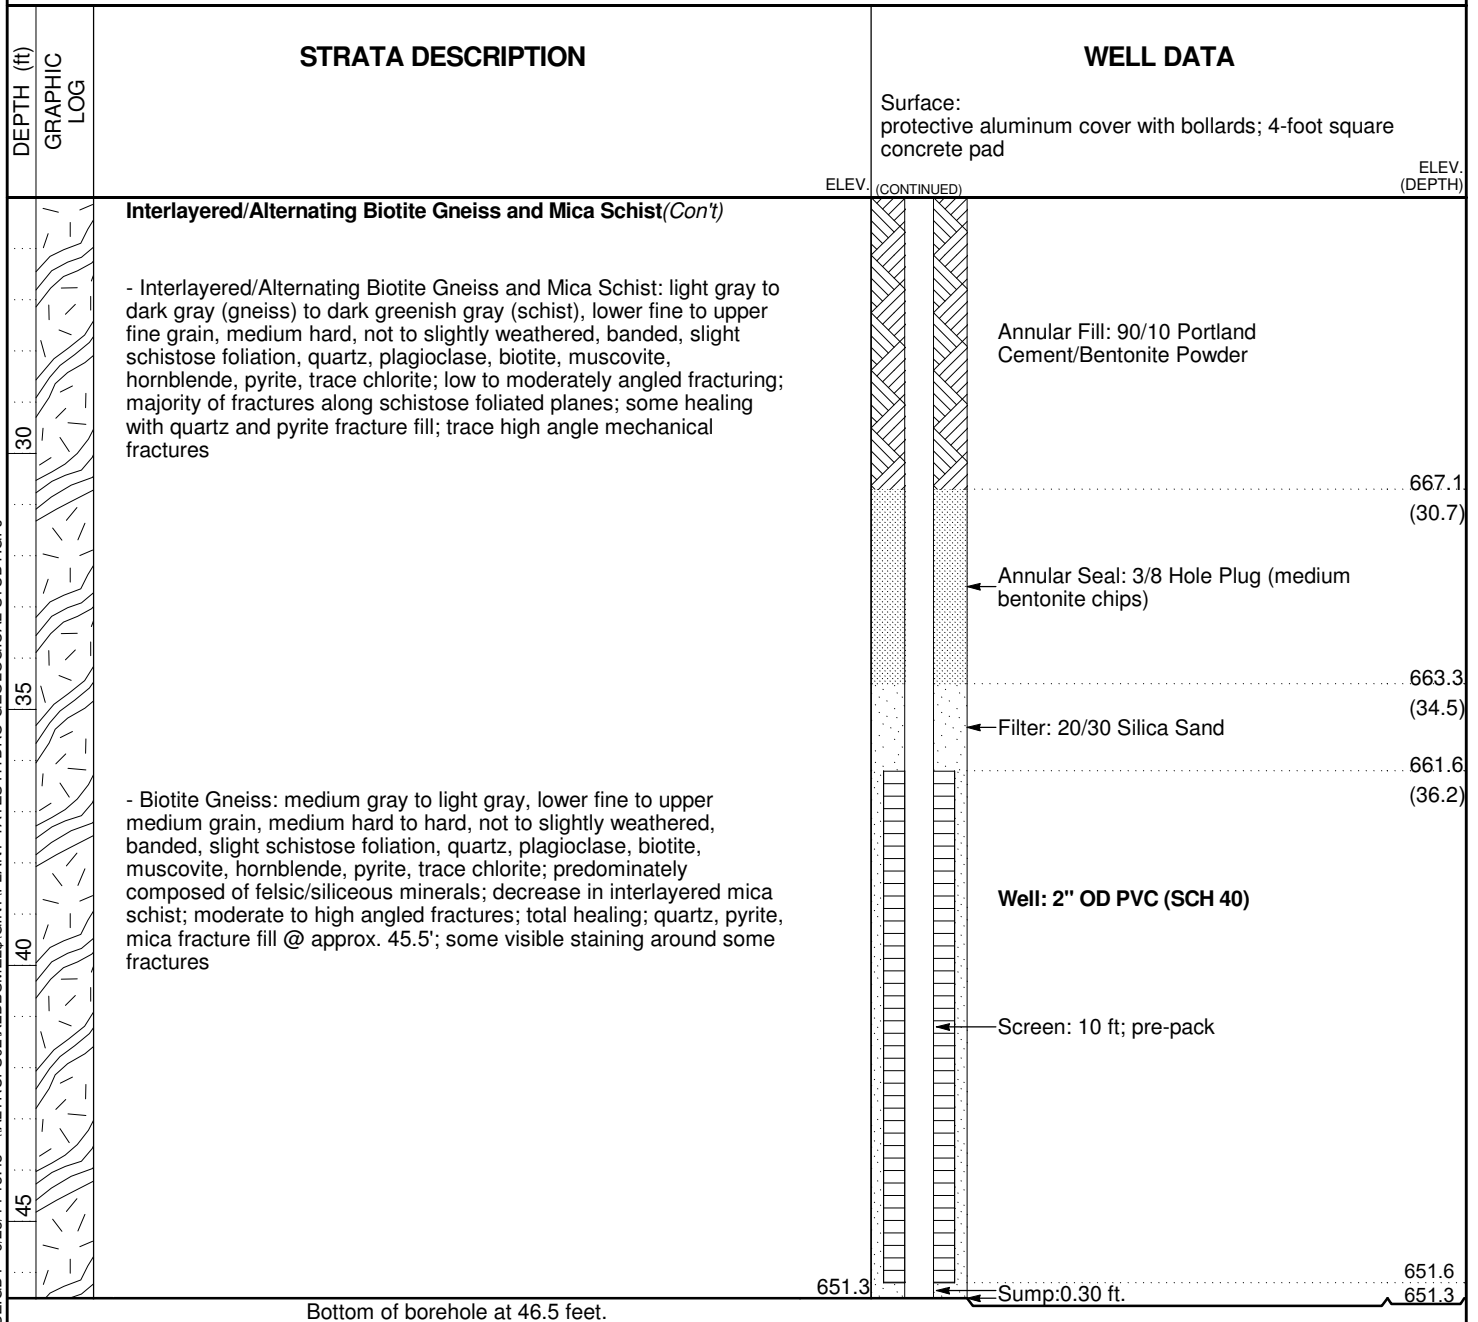 DEPTH (ft)
GRAPHIC
LOG
STRATA DESCRIPTION
ELEV.
WELL DATA
Surface:
protective aluminum cover with bollards; 4-foot square
concrete pad
(CONTINUED)
ELEV.
(DEPTH)
Interlayered/Alternating Biotite Gneiss and Mica Schist(Con't)
- Interlayered/Alternating Biotite Gneiss and Mica Schist: light gray to
dark gray (gneiss) to dark greenish gray (schist), lower fine to upper
fine grain, medium hard, not to slightly weathered, banded, slight
schistose foliation, quartz, plagioclase, biotite, muscovite,
hornblende, pyrite, trace chlorite; low to moderately angled fracturing;
majority of fractures along schistose foliated planes; some healing
with quartz and pyrite fracture fill; trace high angle mechanical
fractures
Annular Fill: 90/10 Portland
Cement/Bentonite Powder
30
667.1
(30.7)
Annular Seal: 3/8 Hole Plug (medium
bentonite chips)
35
663.3
(34.5)
Filter: 20/30 Silica Sand
661.6
(36.2)
- Biotite Gneiss: medium gray to light gray, lower fine to upper
medium grain, medium hard to hard, not to slightly weathered,
banded, slight schistose foliation, quartz, plagioclase, biotite,
muscovite, hornblende, pyrite, trace chlorite; predominately
composed of felsic/siliceous minerals; decrease in interlayered mica
schist; moderate to high angled fractures; total healing; quartz, pyrite,
mica fracture fill @ approx. 45.5'; some visible staining around some
fractures
Well: 2" OD PVC (SCH 40)
40
Screen: 10 ft; pre-pack
45
651.6
651.3
Sump:0.30 ft.
651.3
Bottom of borehole at 46.5 feet.